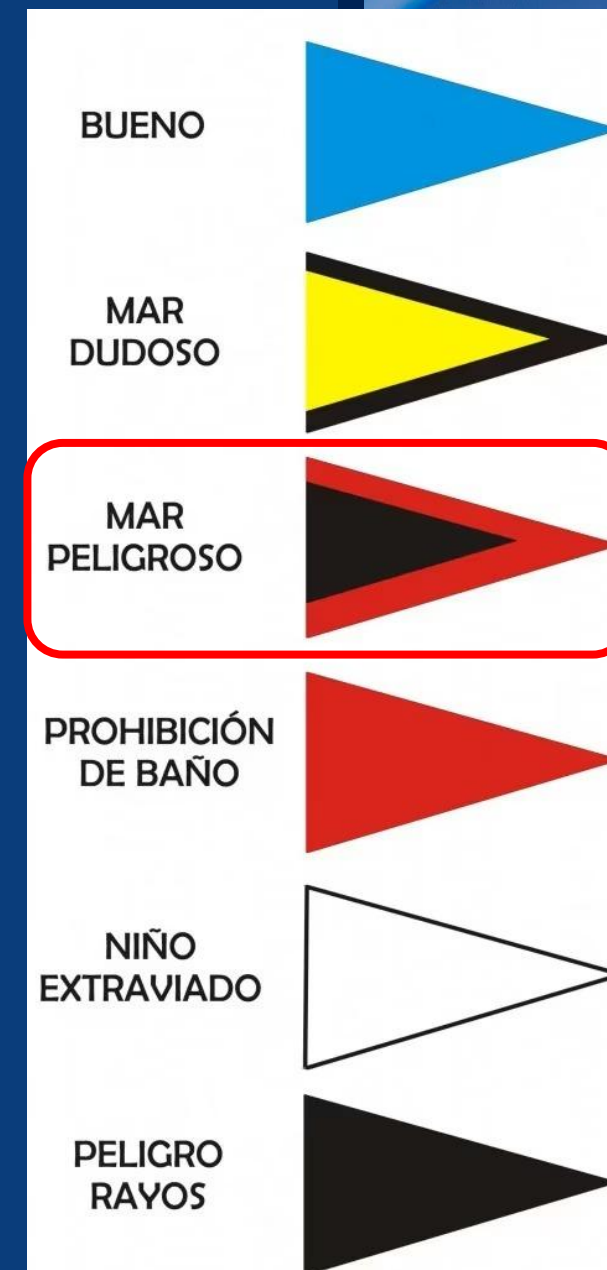 BUENO
MAR
DUDOSO
MAR
PELIGROSO
PROHIBICIÓN
DE BAÑO
NIÑO
EXTRAVIADO
PELIGRO
RAYOS